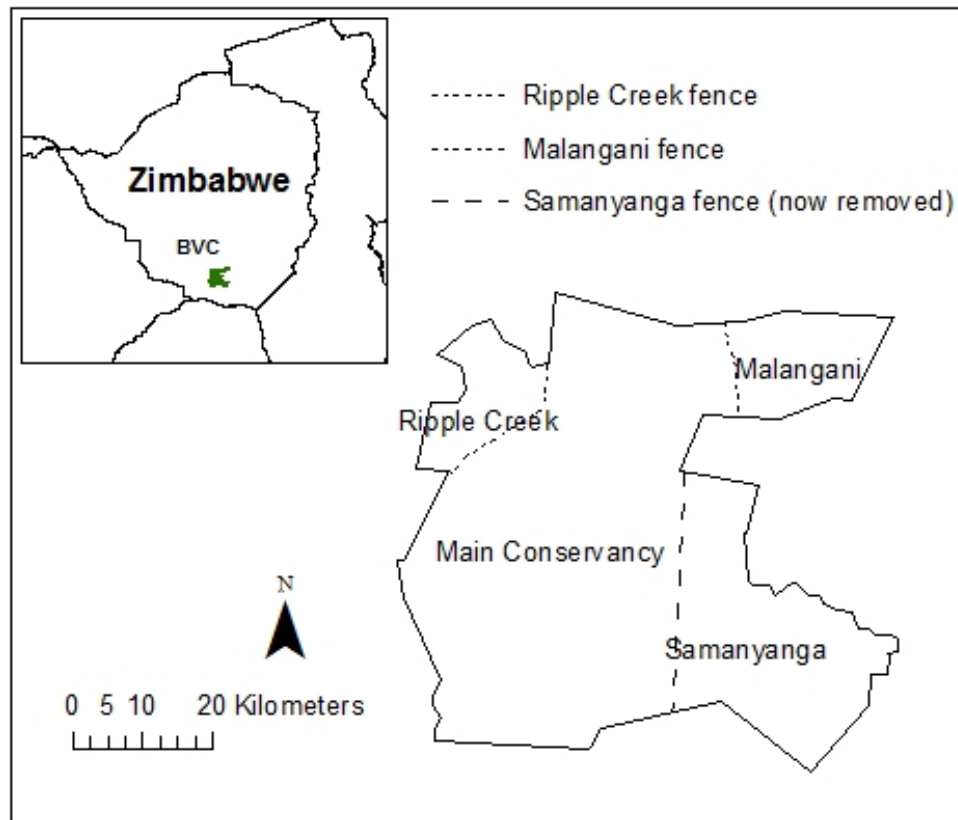 Zimbabwe
BVC
Ripple Creek fence
Malangani fence
Samanyanga fence (now removed)
Malangani
Ripple Creek
Main Conservancy
Samanyanga
N
0 5 10 20 Kilometers